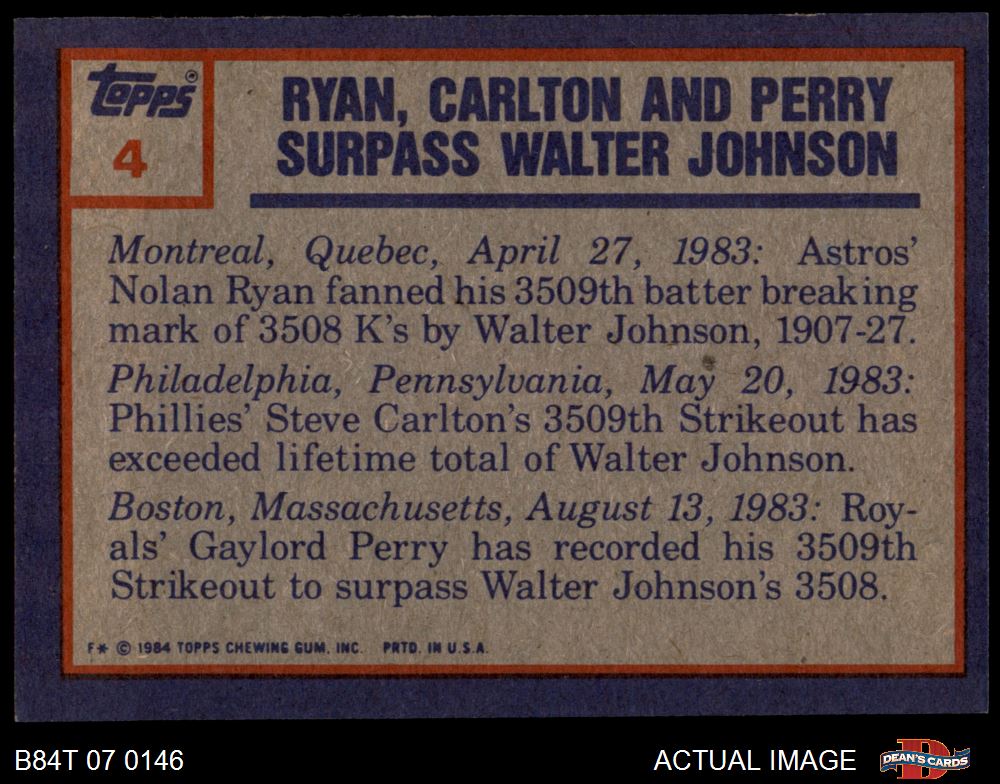 topps®
4
RYAN, CARLTON AND PERRY
SURPASS WALTER JOHNSON
Montreal, Quebec, April 27, 1983: Astros'
Nolan Ryan fanned his 3509th batter breaking
mark of 3508 K's by Walter Johnson, 1907-27.
Philadelphia, Pennsylvania, May 20, 1983:
Phillies' Steve Carlton's 3509th Strikeout has
exceeded lifetime total of Walter Johnson.
Boston, Massachusetts, August 13, 1983: Roy-
als' Gaylord Perry has recorded his 3509th
Strikeout to surpass Walter Johnson's 3508.
F* © 1984 TOPPS CHEWING GUM, INC. PRTD. IN U.S.A.
B84T 07 0146
ACTUAL IMAGE
D
DEAN'S CARDS